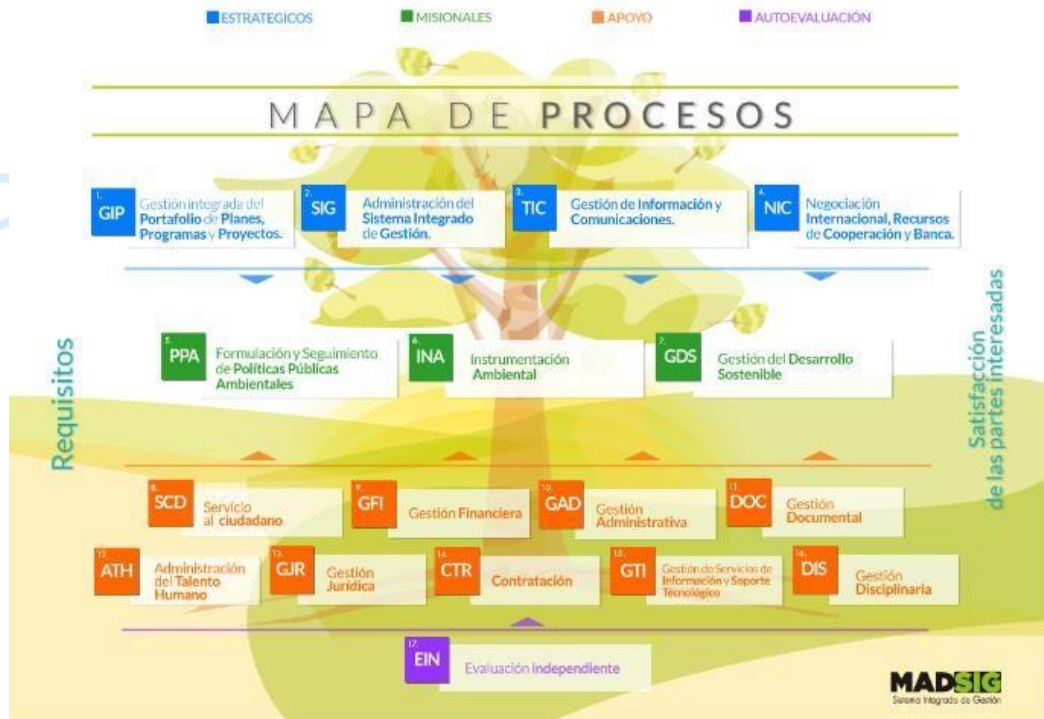 ESTRATEGICOS
MISIONALES
APOYO
AUTOEVALUACIÓN
MAPA DE PROCESOS
1.
GIP
Gestión integrada del
Portafolio de Planes,
Programas y Proyectos.
2.
SIG
Administración del
Sistema Integrado
de Gestión.
3.
TIC
Gestión de Información y
Comunicaciones.
4.
NIC
Negociación
Internacional, Recursos
de Cooperación y Banca.
Requisitos
5.
PPA
Formulación y Seguimiento
de Políticas Públicas
Ambientales
6.
INA
Instrumentación
Ambiental
7.
GDS
Gestión del Desarrollo
Sostenible
Satisfacción
de las partes interesadas
8.
SCD
Servicio
al ciudadano
9.
GFI
Gestión Financiera
10.
GAD
Gestión
Administrativa
11.
DOC
Gestión
Documental
12.
ATH
Administración
del Talento
Humano
13.
GJR
Gestión
Jurídica
14.
CTR
Contratación
15.
GTI
Gestión de Servicios de
Información y Soporte
Tecnológico
16.
DIS
Gestión
Disciplinaria
17.
EIN
Evaluación independiente
MADSIG
Sistema Integrado de Gestión